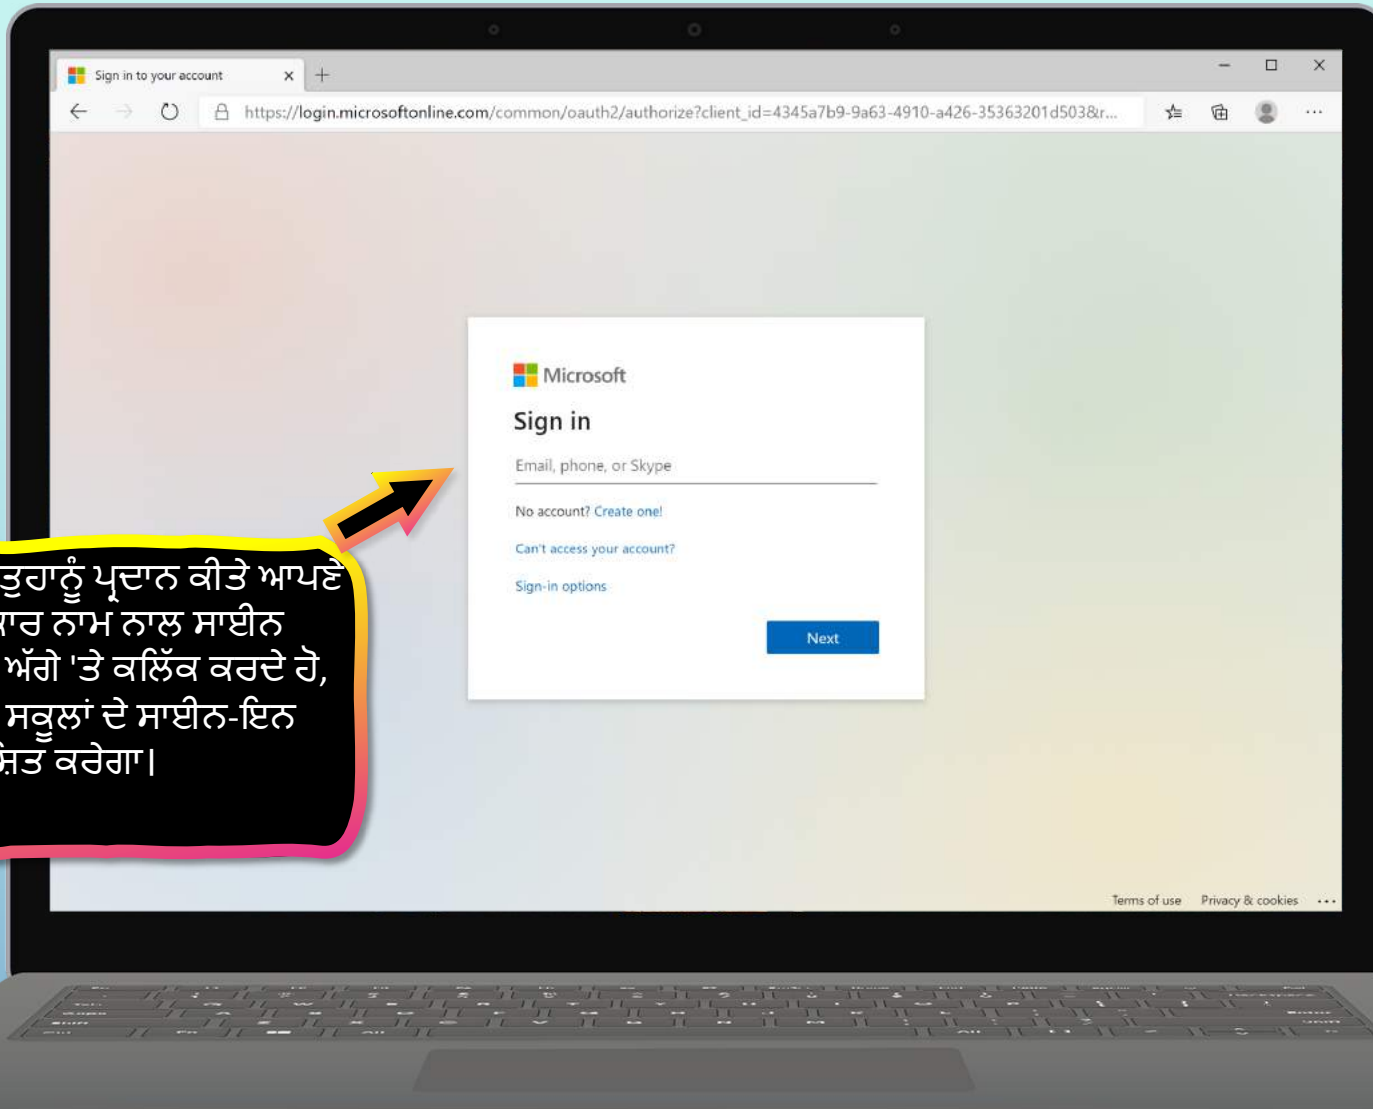 Sign in to your account
https://login.microsoftonline.com/common/oauth2/authorize?client_id=4345a7b9-9a63-4910-a426-35363201d503&r...
Microsoft
Sign in
Email, phone, or Skype
No account? Create one!
Can't access your account?
Sign-in options
Next
ਤੁਹਾਨੂੰ ਪ੍ਰਦਾਨ ਕੀਤੇ ਆਪਣੇ
ਨਾਮ ਨਾਲ ਸਾਈਨ
ਅੱਗੇ 'ਤੇ ਕਲਿੱਕ ਕਰਦੇ ਹੋ,
ਸਕੂਲਾਂ ਦੇ ਸਾਈਨ-ਇਨ
ਕਰੇਗਾ।
Terms of use Privacy & cookies ...